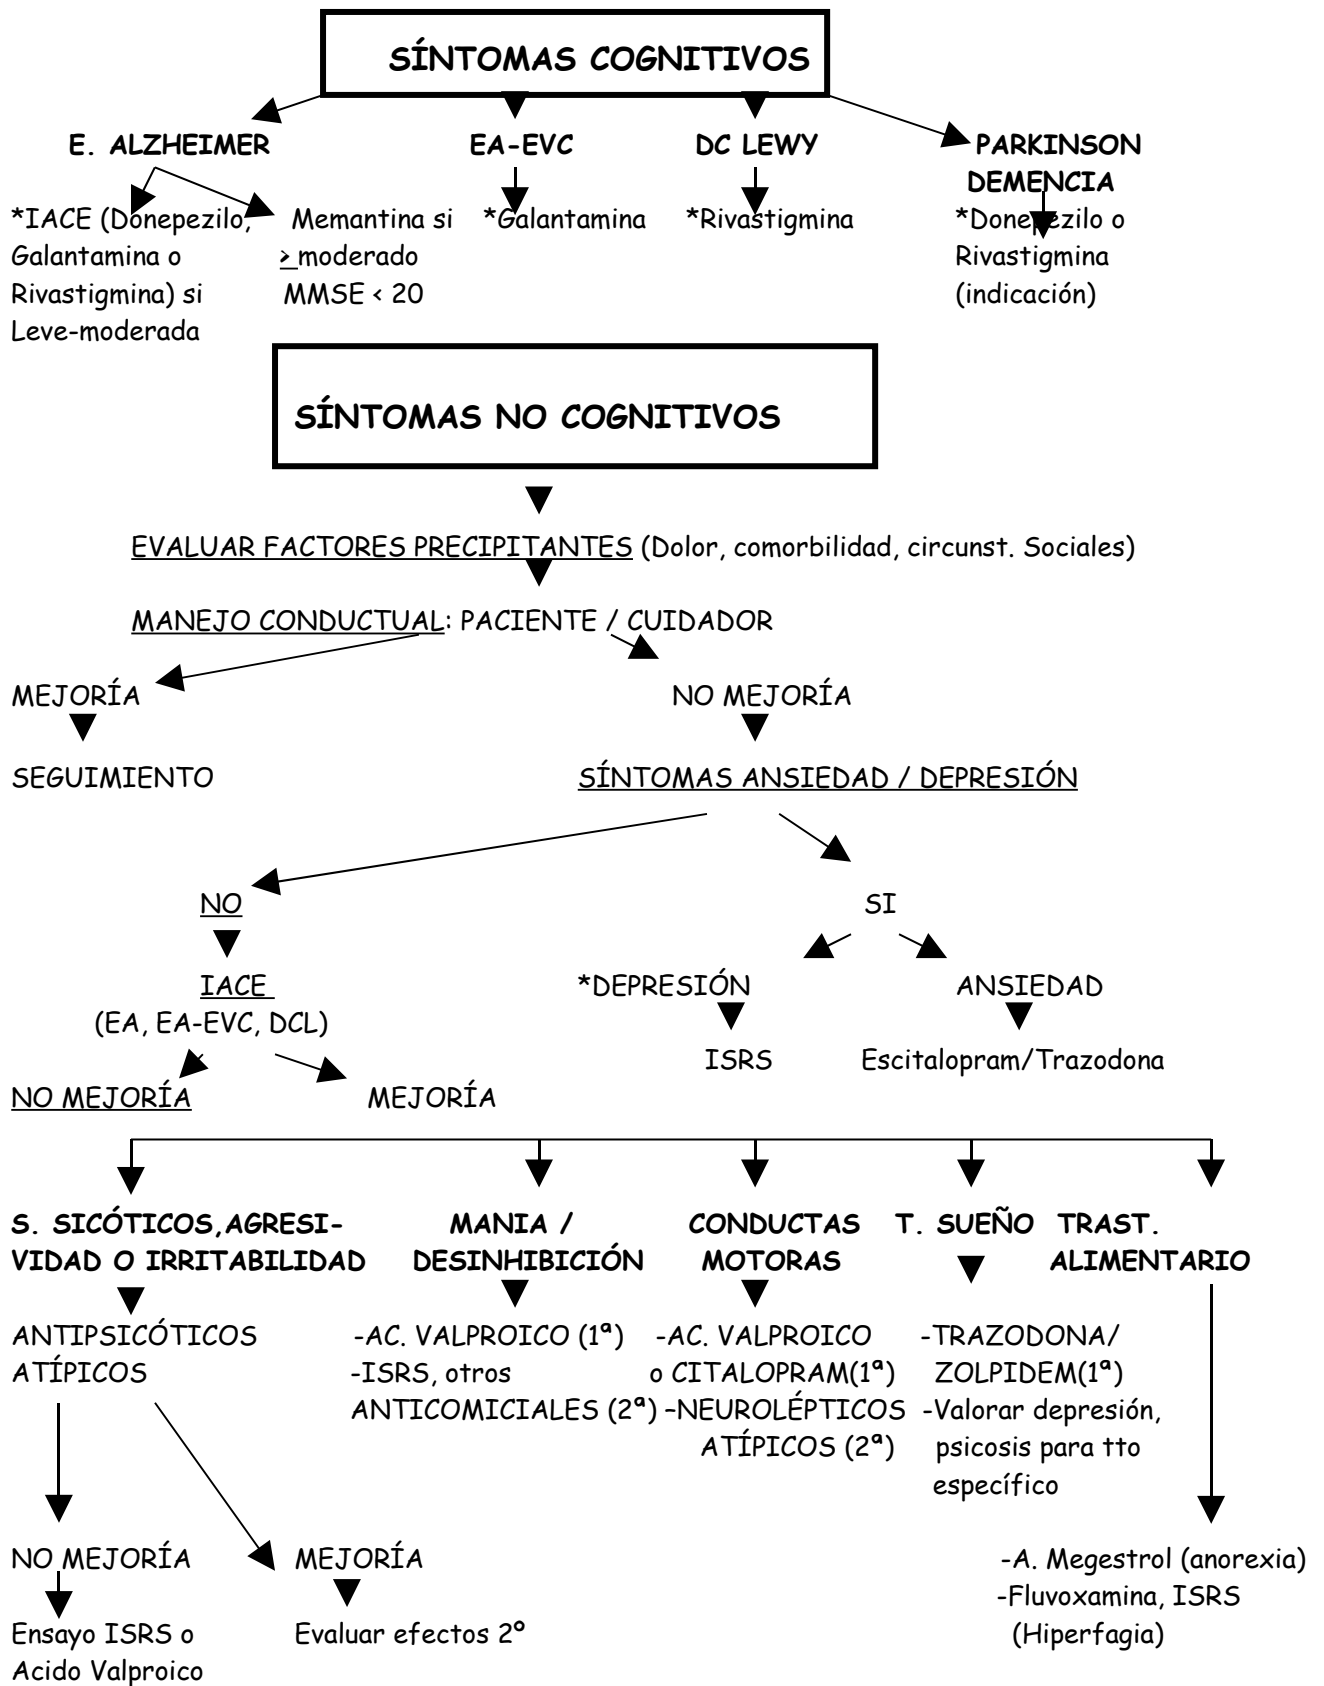 SÍNTOMAS COGNITIVOS
E. ALZHEIMER
EA-EVC
DC LEWY
PARKINSON
DEMENCIA
*IACE (Donepezilo,
Galantamina o
Rivastigmina) si
Leve-moderada
Memantina si
> moderado
MMSE < 20
*Galantamina
*Rivastigmina
*Donepezilo o
Rivastigmina
(indicación)
SÍNTOMAS NO COGNITIVOS
EVALUAR FACTORES PRECIPITANTES (Dolor, comorbilidad, circunst. Sociales)
MANEJO CONDUCTUAL: PACIENTE / CUIDADOR
MEJORÍA
NO MEJORÍA
SEGUIMIENTO
SÍNTOMAS ANSIEDAD / DEPRESIÓN
NO
SI
IACE
(EA, EA-EVC, DCL)
*DEPRESIÓN
ANSIEDAD
ISRS
Escitalopram/Trazodona
NO MEJORÍA
MEJORÍA
S. SICÓTICOS,AGRESI-
VIDAD O IRRITABILIDAD
MANIA /
DESINHIBICIÓN
CONDUCTAS
MOTORAS
T. SUEÑO
TRAST.
ALIMENTARIO
ANTIPSICÓTICOS
ATÍPICOS
-AC. VALPROICO (1ª)
-ISRS, otros
ANTICOMICIALES (2ª)
-AC. VALPROICO
o CITALOPRAM(1ª)
-NEUROLÉPTICOS
ATÍPICOS (2ª)
-TRAZODONA/
ZOLPIDEM(1ª)
-Valorar depresión,
psicosis para tto
específico
NO MEJORÍA
MEJORÍA
-A. Megestrol (anorexia)
-Fluvoxamina, ISRS
(Hiperfagia)
Ensayo ISRS o
Acido Valproico
Evaluar efectos 2º